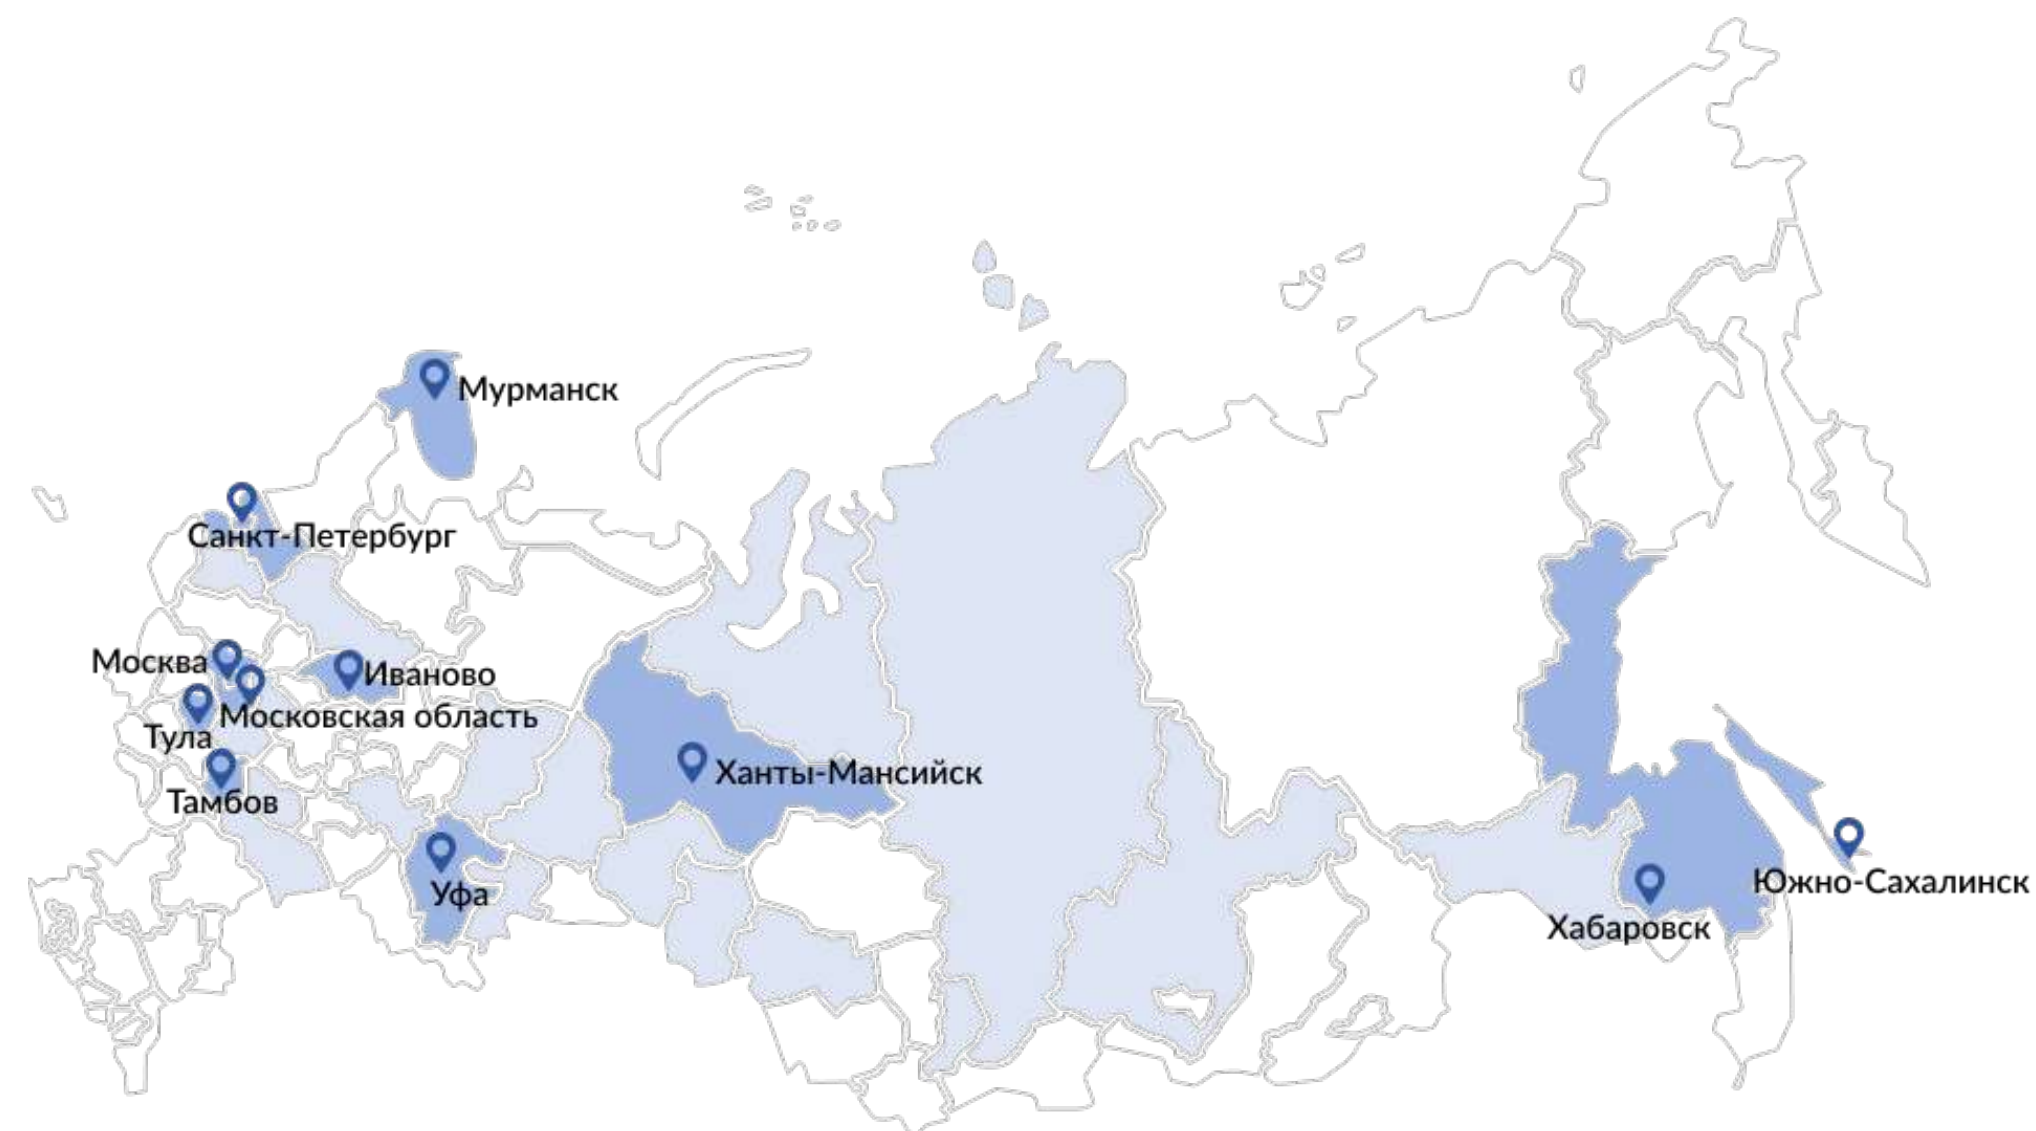 Мурманск
Санкт-Петербург
Москва
Иваново
Московская область
Тула
Ханты-Мансийск
Тамбов
Уфа
Южно-Сахалинск
Хабаровск